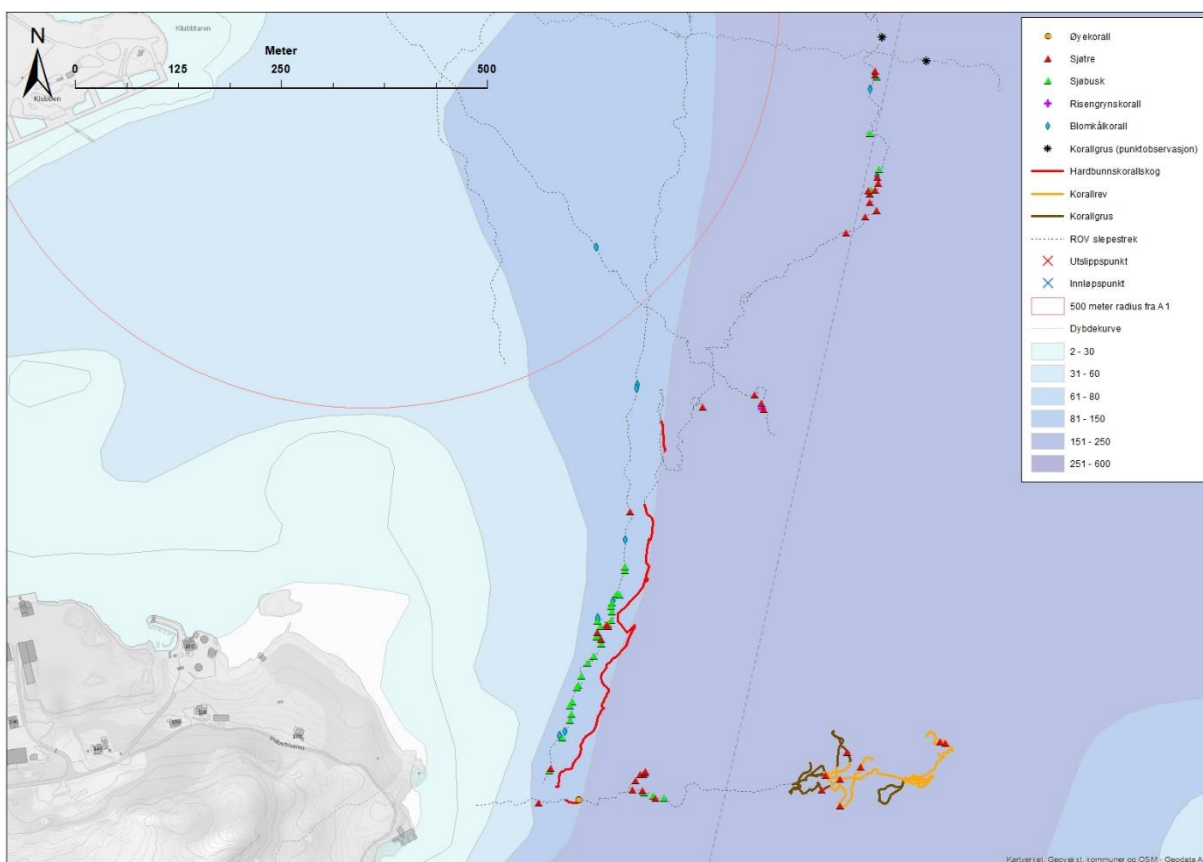 Klubbtaren
N
Meter
0 125 250 500
Klubben
Øyekorall
Sjøtre
Sjøbusk
Risengrynskorall
Blomkålkorall
Korallgrus (punktobservasjon)
Hardbunnskorallskog
Korallrev
Korallgrus
ROV slepestrek
Utslippspunkt
Innløpspunkt
500 meter radius fra A1
Dybdekurve
2 - 30
31 - 60
61 - 80
81 - 150
151 - 250
251 - 600
Kartverket, Geovekst, kommuner og OSM - Geodata A